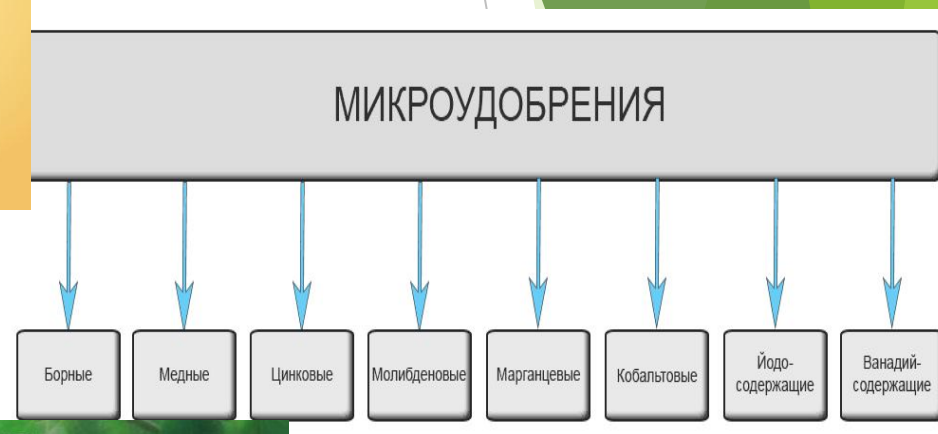 МИКРОУДОБРЕНИЯ
Борные
Медные
Цинковые
Молибденовые
Марганцевые
Кобальтовые
Йодо-
содержащие
Ванадий-
содержащие